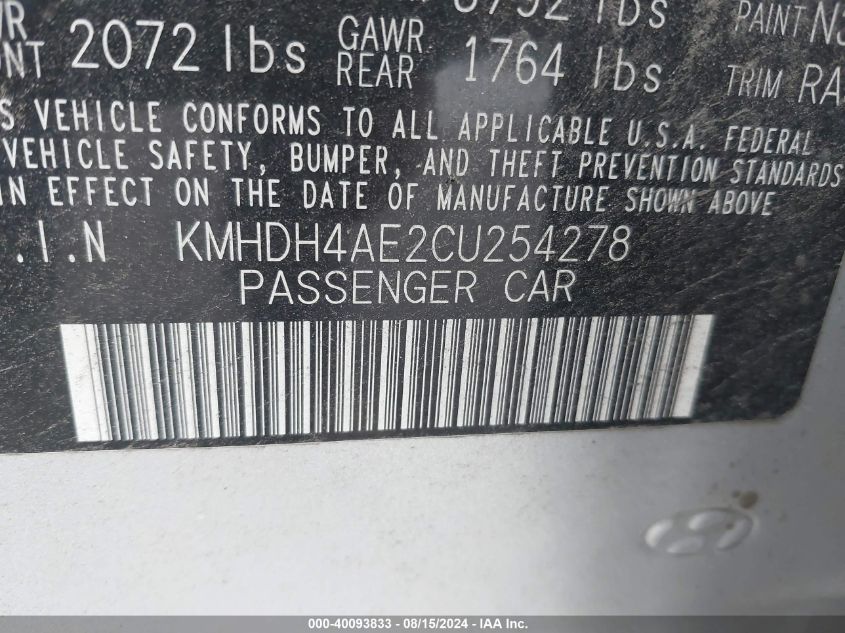 lbs PAINT
2072 lbs GAWR REAR 1764 lbs TRIM RA
VEHICLE CONFORMS TO ALL APPLICABLE U.S.A. FEDERAL
VEHICLE SAFETY, BUMPER, AND THEFT PREVENTION STANDARDS
IN EFFECT ON THE DATE OF MANUFACTURE SHOWN ABOVE
.I.N KMHDH4AE2CU254278
PASSENGER CAR
000-40093833 - 08/15/2024 - IAA Inc.